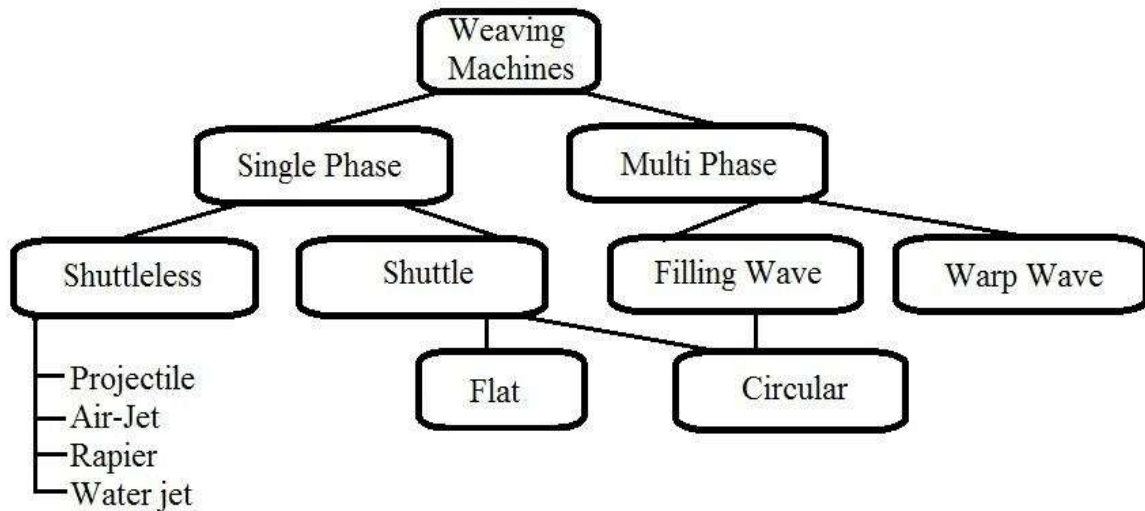 Weaving
Machines
Single Phase
Multi Phase
Shuttleless
Shuttle
Filling Wave
Warp Wave
Projectile
Air-Jet
Rapier
Water jet
Flat
Circular